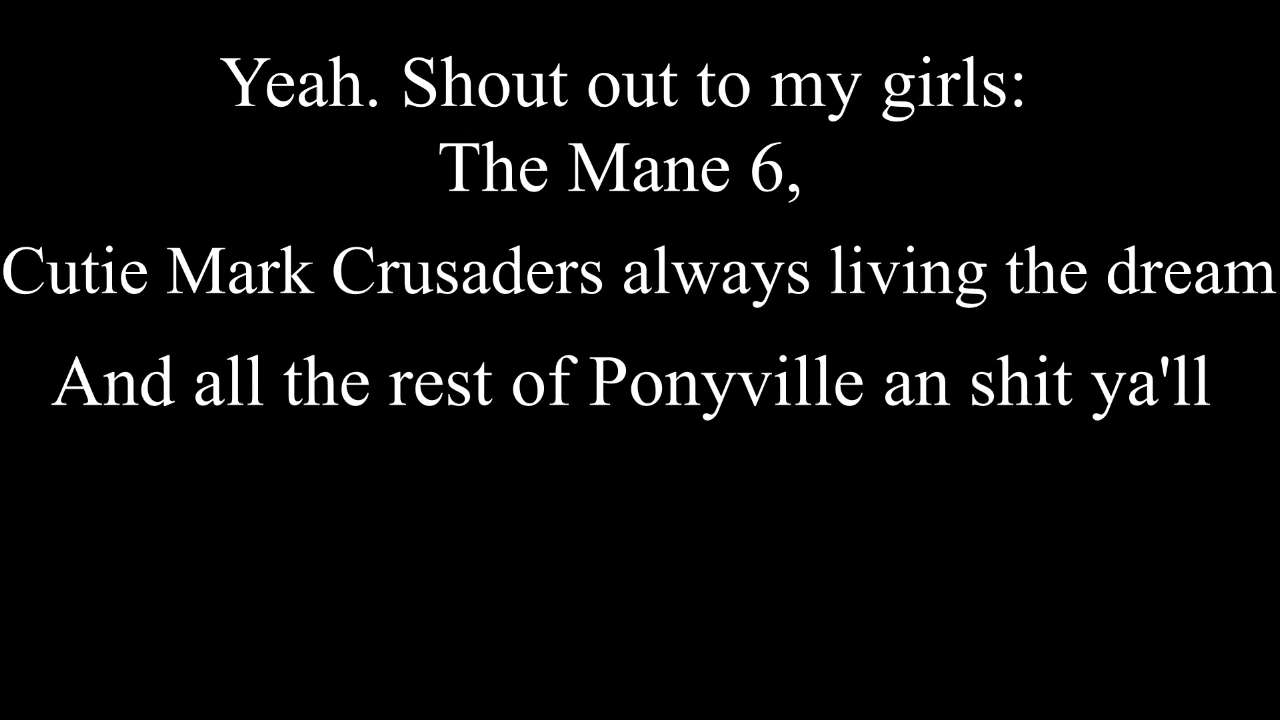 Yeah. Shout out to my girls:
The Mane 6,
Cutie Mark Crusaders always living the dream
And all the rest of Ponyville an shit ya'll